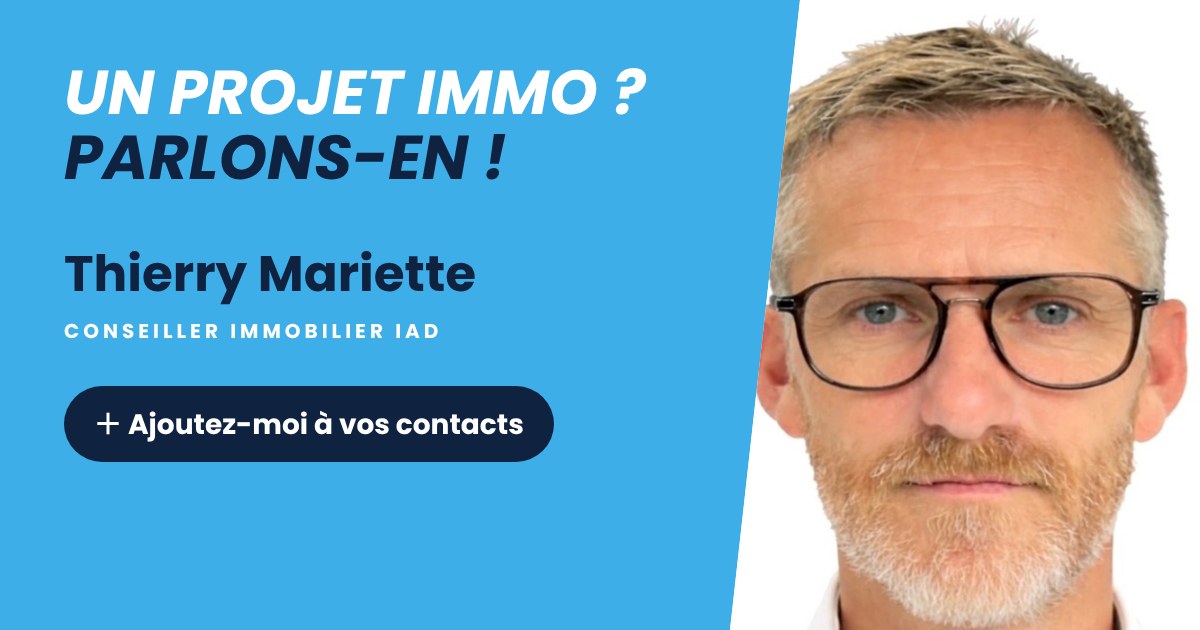 UN PROJET IMMO ?
PARLONS-EN !
Thierry Mariette
CONSEILLER IMMOBILIER IAD
+ Ajoutez-moi à vos contacts